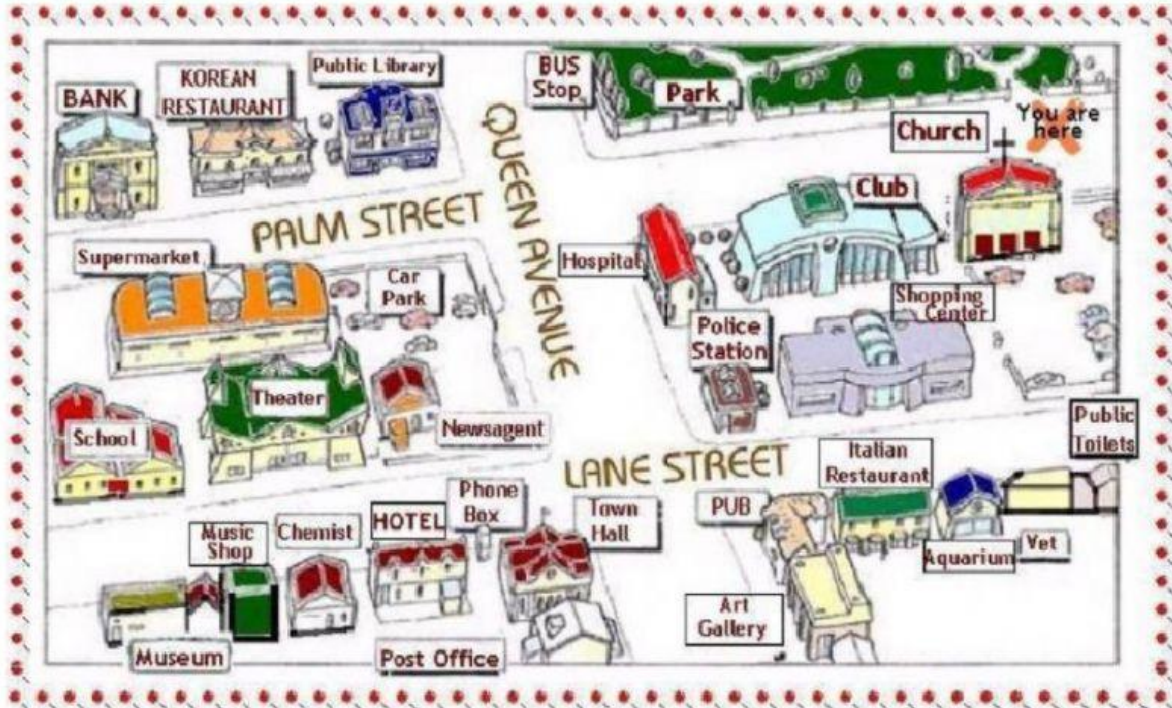 BANK
KOREAN
RESTAURANT
Public Library
BUS
Stop
Park
You are
here
Church
QUEEN AVENUE
PALM STREET
Club
Supermarket
Car
Park
Hospital
Shopping
Center
Police
Station
Theater
School
Newsagent
Public
Toilets
LANE STREET
Italian
Restaurant
Phone
Box
Town
Hall
PUB
Music
Shop
Chemist
HOTEL
Aquarium
Vet
Art
Gallery
Museum
Post Office